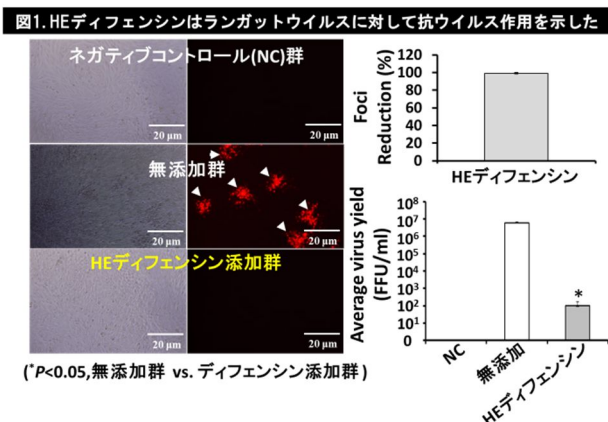 図1.HEディフェンシンはランガットウイルスに対して抗ウイルス作用を示した
ネガティブコントロール(NC)群
20 μm
20 μm
無添加群
20 μm
20 μm
HEディフェンシン添加群
20 μm
20 μm
(*P<0.05,無添加群 vs. ディフェンシン添加群)
Foci
Reduction (%)
120
100
80
60
40
20
0
HEディフェンシン
Average virus yield
(FFU/ml)
10⁸
10⁷
10⁶
10⁵
10⁴
10³
10²
10¹
0
*
NC
無添加
HEディフェンシン